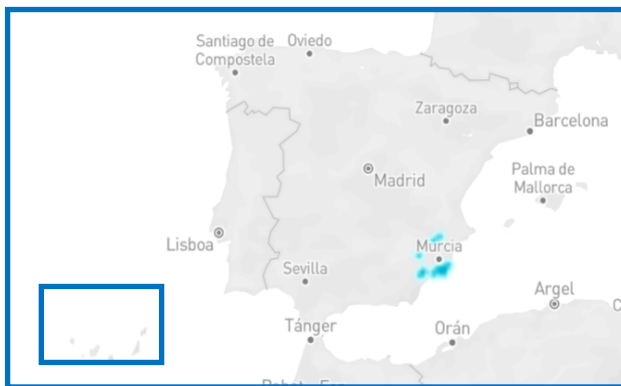 Santiago de
Compostela
Oviedo
Zaragoza
Barcelona
Madrid
Palma de
Mallorca
Lisboa
Murcia
Sevilla
Argel
Tánger
Orán